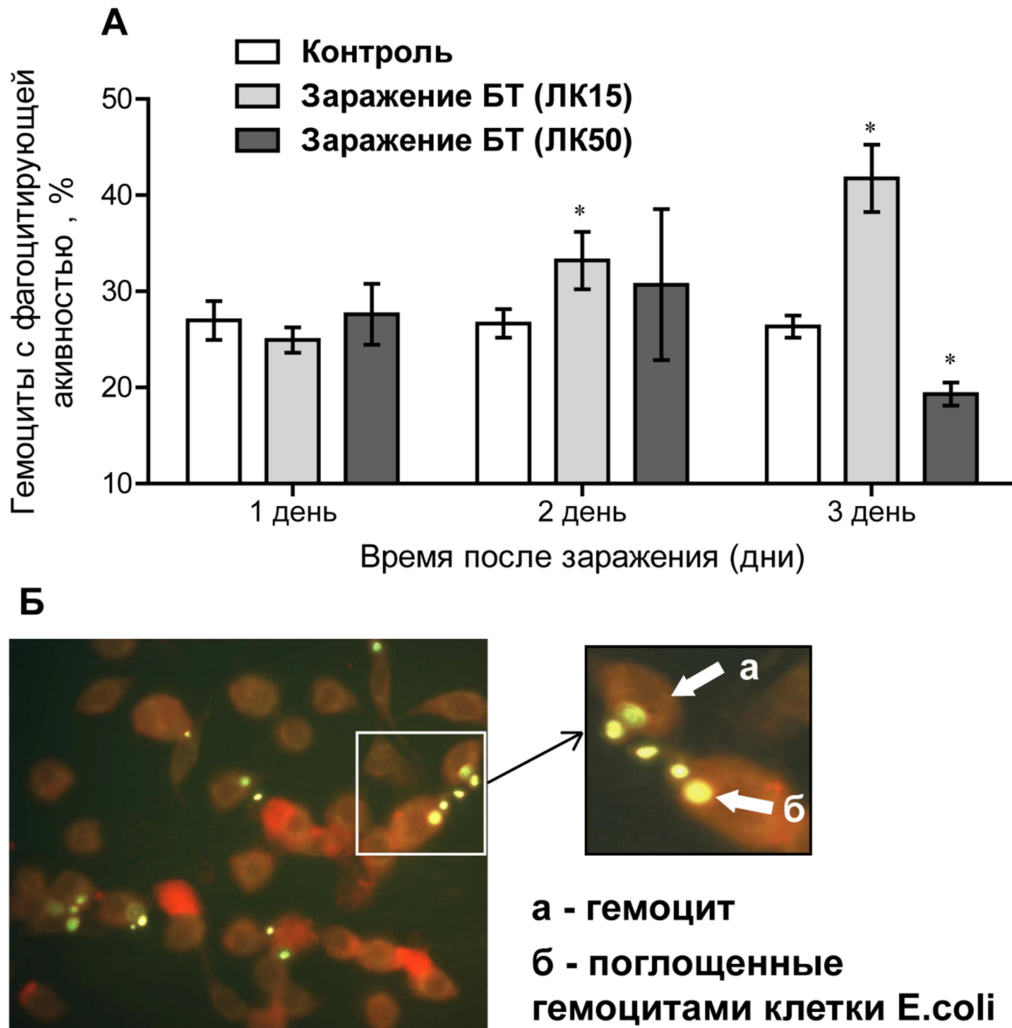 А
Контроль
Заражение БТ (ЛК15)
Заражение БТ (ЛК50)
Гемоциты с фагоцитирующей
акивностью , %
50
40
30
20
10
*
*
*
1 день
2 день
3 день
Время после заражения (дни)
Б
а
б
а - гемоцит
б - поглощенные
гемоцитами клетки E.coli